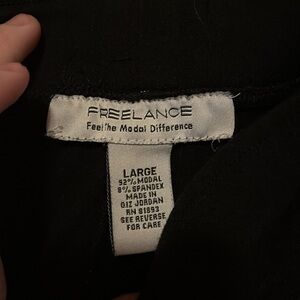 FREELANCE
Feel The Modal Difference
LARGE
92% MODAL
8% SPANDEX
MADE IN
QIZ JORDAN
RN 81893
SEE REVERSE
FOR CARE